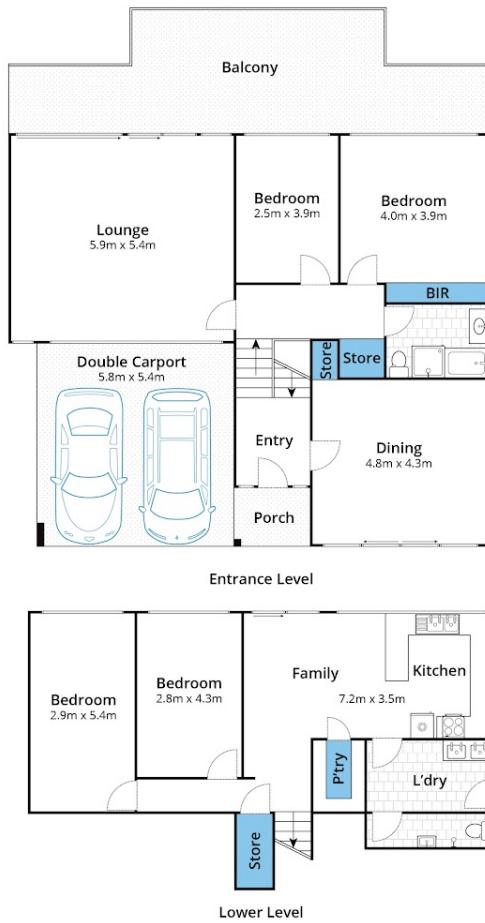 Balcony
Lounge
5.9m x 5.4m
Bedroom
2.5m x 3.9m
Bedroom
4.0m x 3.9m
BIR
Double Carport
5.8m x 5.4m
Store
Store
Entry
Dining
4.8m x 4.3m
Porch
Entrance Level
Bedroom
2.9m x 5.4m
Bedroom
2.8m x 4.3m
Family
Kitchen
7.2m x 3.5m
P'try
L'dry
Store
Lower Level